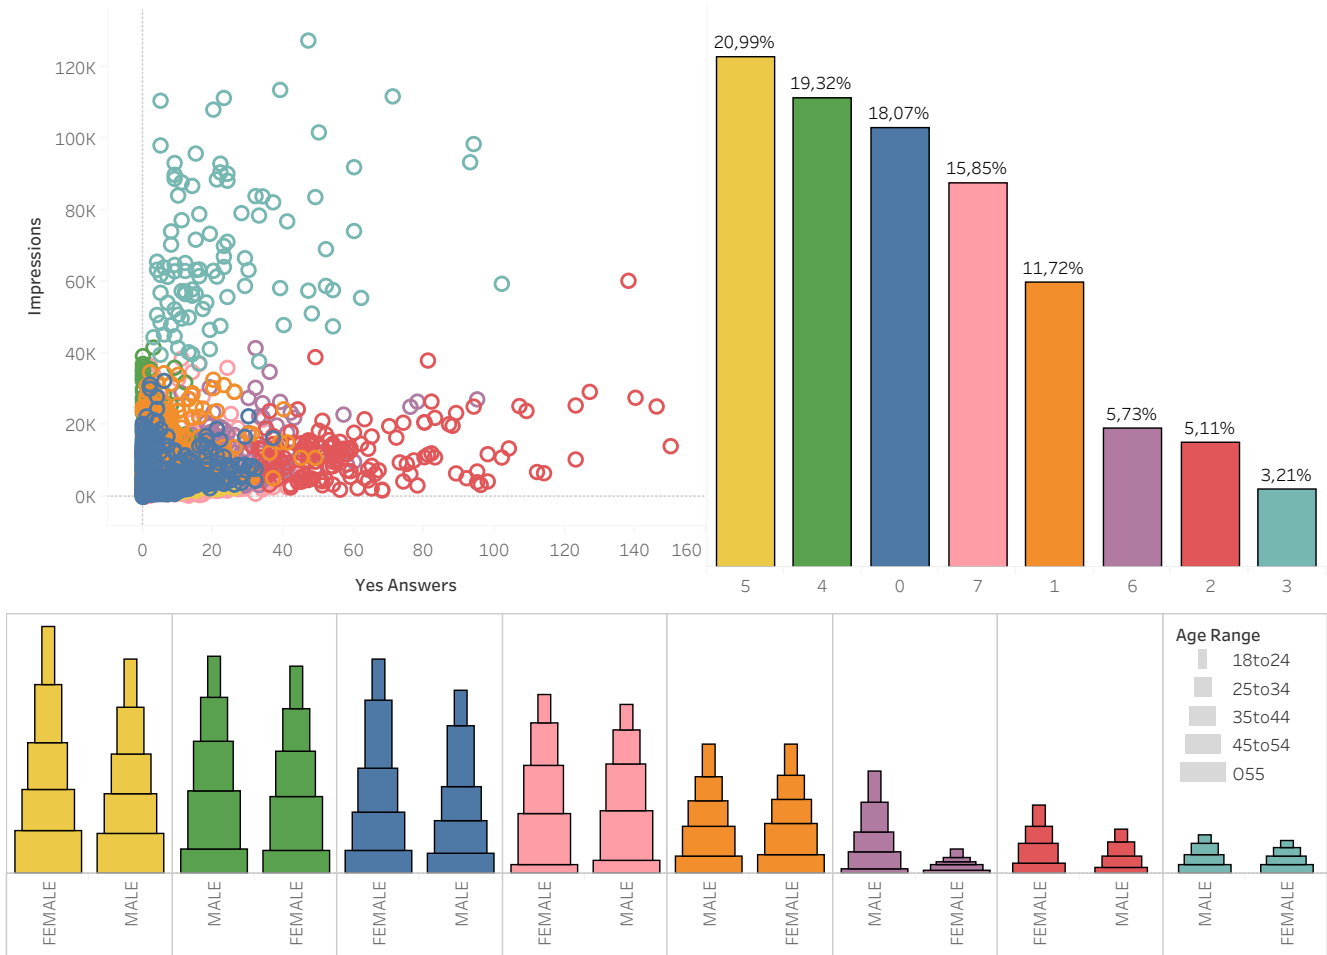 Impressions
120K
100K
80K
60K
40K
20K
0K
0 20 40 60 80 100 120 140 160
Yes Answers
20,99%
19,32%
18,07%
15,85%
11,72%
5,73%
5,11%
3,21%
5 4 0 7 1 6 2 3
Age Range
18to24
25to34
35to44
45to54
O55
FEMALE
MALE
MALE
FEMALE
FEMALE
MALE
FEMALE
MALE
MALE
FEMALE
MALE
FEMALE
FEMALE
MALE
MALE
FEMALE